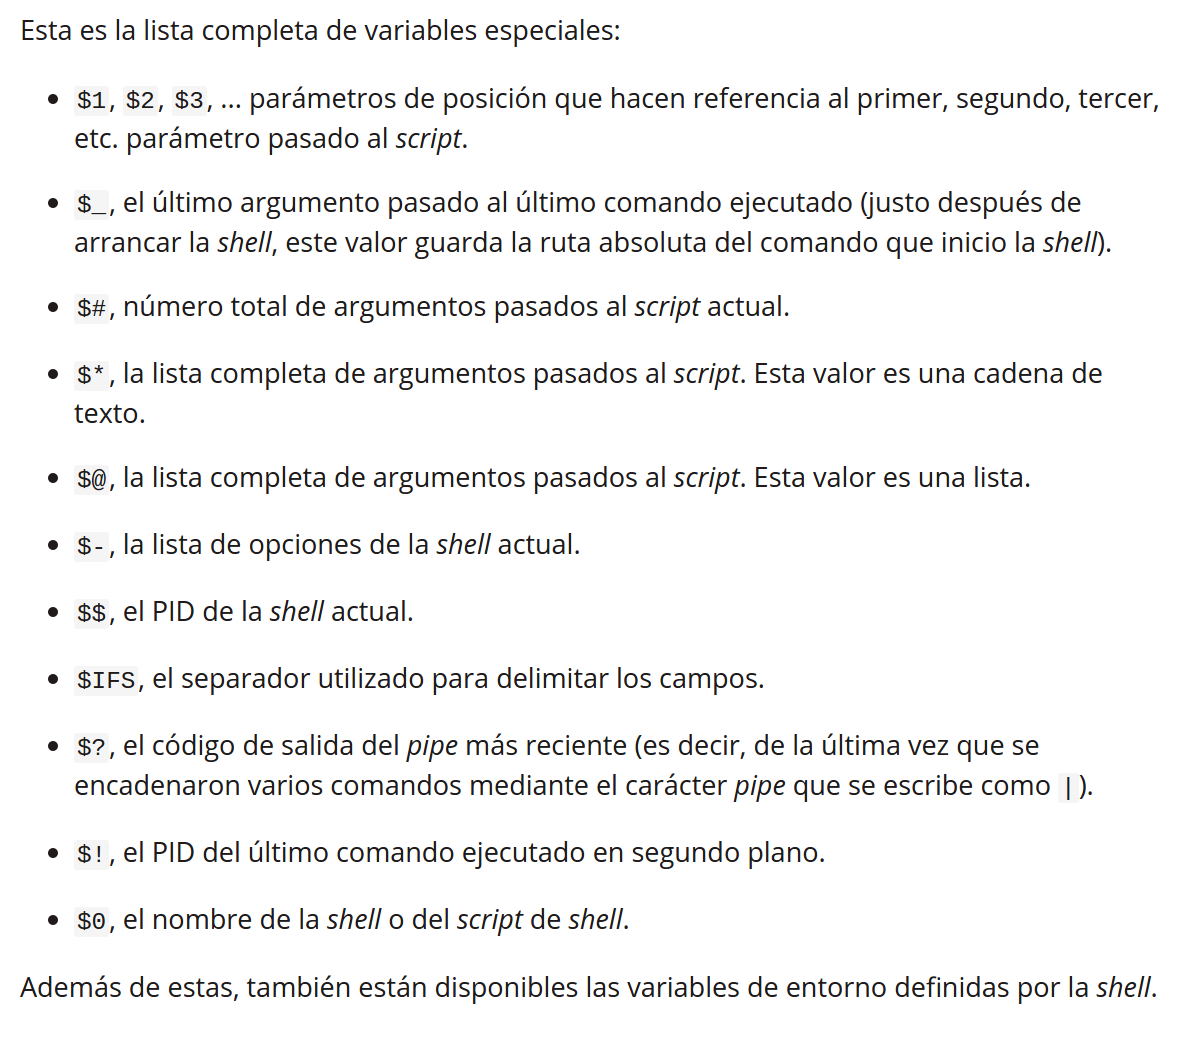 Esta es la lista completa de variables especiales:
$1, $2, $3, … parámetros de posición que hacen referencia al primer, segundo, tercer,
etc. parámetro pasado al script.
$_, el último argumento pasado al último comando ejecutado (justo después de
arrancar la shell, este valor guarda la ruta absoluta del comando que inicio la shell).
$#, número total de argumentos pasados al script actual.
$*, la lista completa de argumentos pasados al script. Esta valor es una cadena de
texto.
$@, la lista completa de argumentos pasados al script. Esta valor es una lista.
$-, la lista de opciones de la shell actual.
$$, el PID de la shell actual.
$IFS, el separador utilizado para delimitar los campos.
$?, el código de salida del pipe más reciente (es decir, de la última vez que se
encadenaron varios comandos mediante el carácter pipe que se escribe como |).
$!, el PID del último comando ejecutado en segundo plano.
$0, el nombre de la shell o del script de shell.
Además de estas, también están disponibles las variables de entorno definidas por la shell.